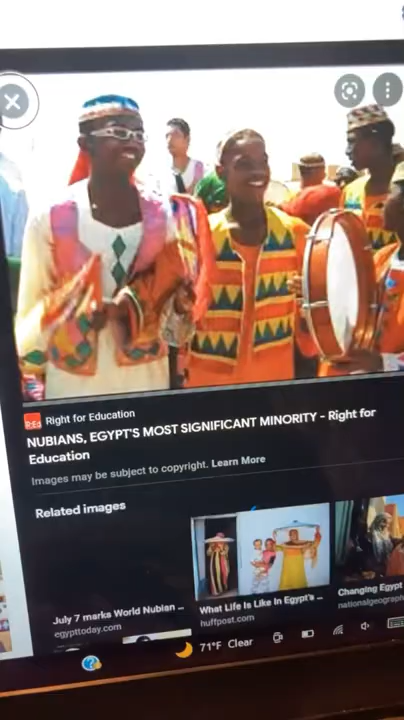 R:Ed Right for Education
NUBIANS, EGYPT'S MOST SIGNIFICANT MINORITY - Right for
Education
Images may be subject to copyright. Learn More
Related images
July 7 marks World Nubian ...
egypttoday.com
What Life Is Like In Egypt's ...
huffpost.com
Changing Egypt
nationalgeograph
71°F Clear